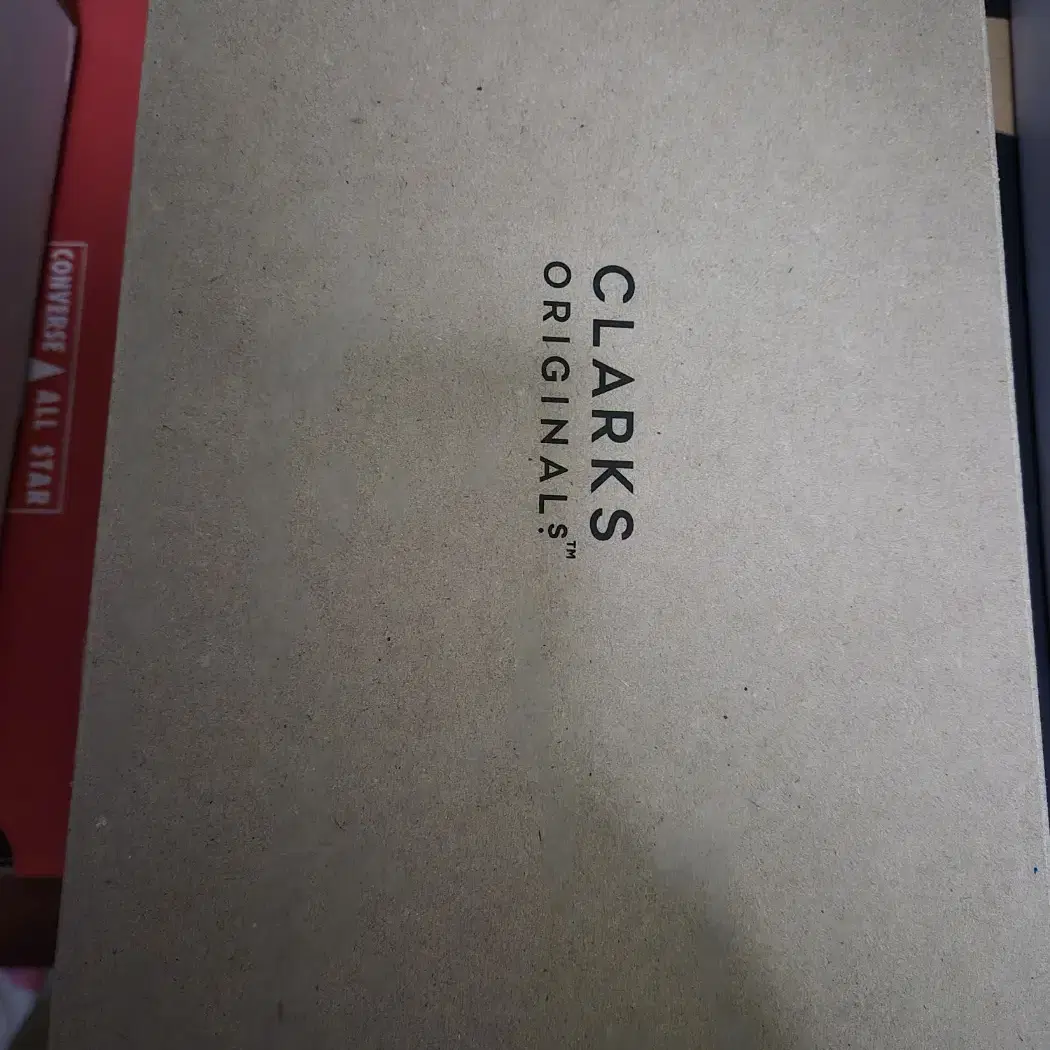 CLARKS
ORIGINALS™
CONVERSE ▲ ALL STAR